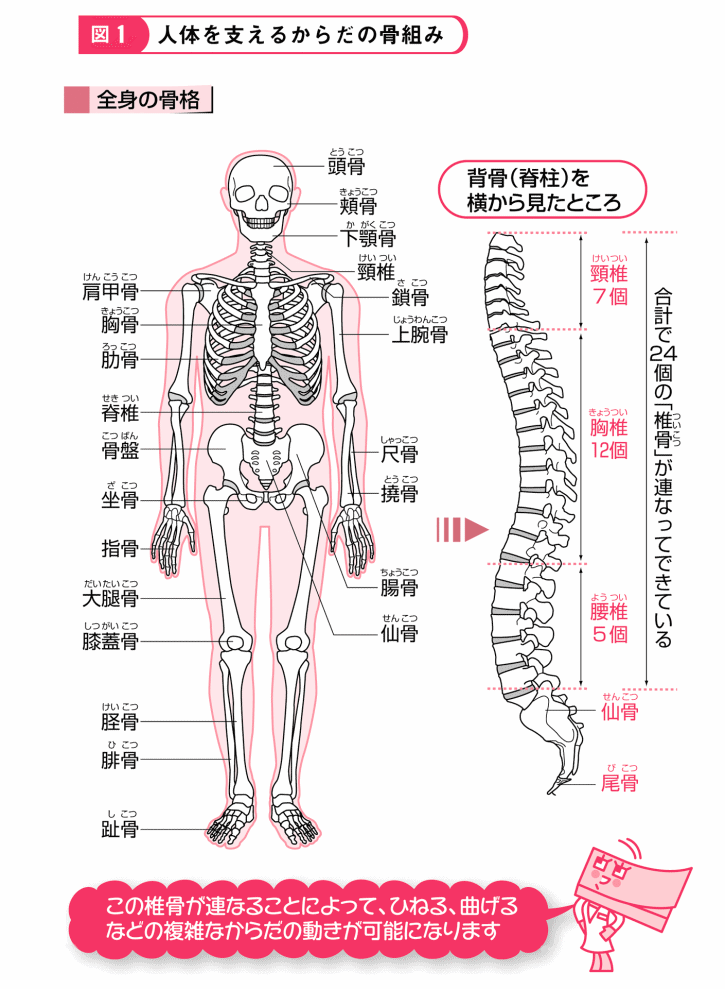 図1 人体を支えるからだの骨組み
全身の骨格
とうこつ
頭骨
きょうこつ
頬骨
かがくこつ
下顎骨
けいつい
頸椎
さこつ
鎖骨
じょうわんこつ
上腕骨
しゃっこつ
尺骨
とうこつ
撓骨
ちょうこつ
腸骨
せんこつ
仙骨
けんこうこつ
肩甲骨
きょうこつ
胸骨
ろっこつ
肋骨
せきつい
脊椎
こつばん
骨盤
ざこつ
坐骨
指骨
だいたいこつ
大腿骨
しつがいこつ
膝蓋骨
けいこつ
脛骨
ひこつ
腓骨
しこつ
趾骨
背骨(脊柱)を
横から見たところ
けいつい
頸椎
7個
きょうつい
胸椎
12個
ようつい
腰椎
5個
せんこつ
仙骨
びこつ
尾骨
合計で24個の「椎骨」が連なってできている
ついこつ
この椎骨が連なることによって、ひねる、曲げる
などの複雑なからだの動きが可能になります